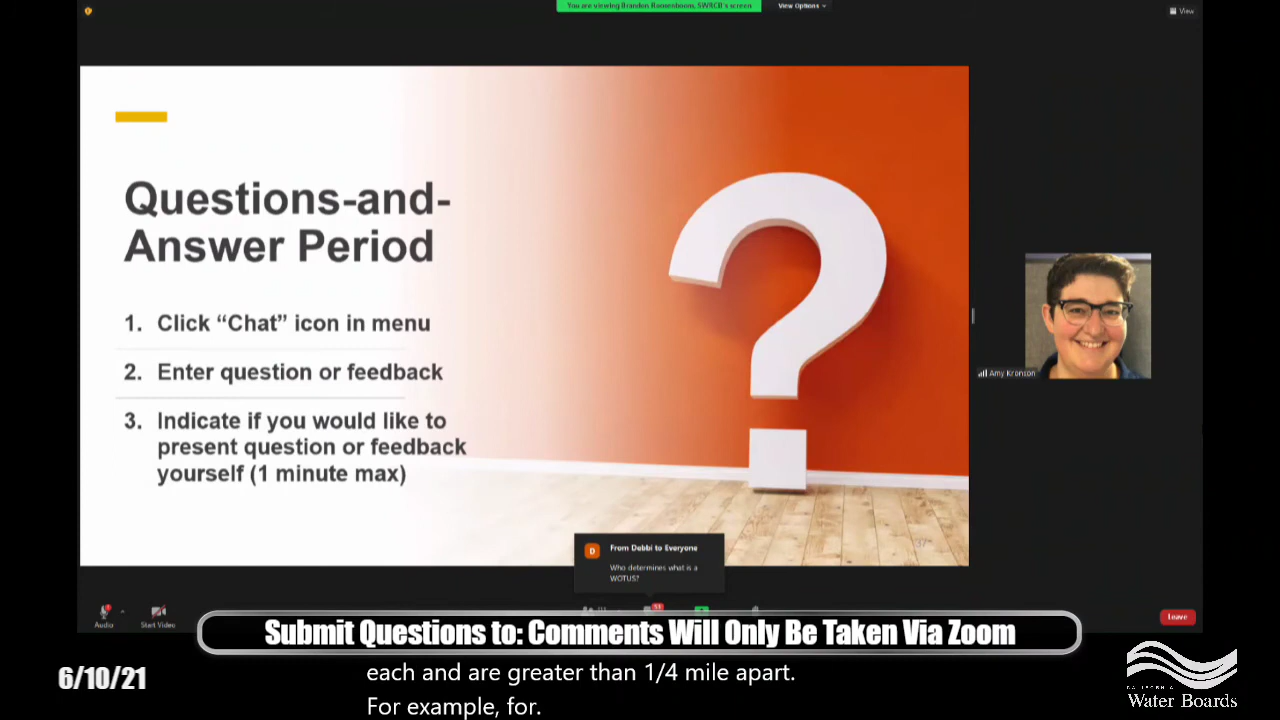 You are viewing Branden Roosenboom, SWRCB's screen
View Options
View
Questions-and-
Answer Period
1. Click “Chat” icon in menu
2. Enter question or feedback
3. Indicate if you would like to
present question or feedback
yourself (1 minute max)
Amy Kronson
37
D
From Debbi to Everyone
Who determines what is a
WOTUS?
Audio
Start Video
Leave
Submit Questions to: Comments Will Only Be Taken Via Zoom
6/10/21
each and are greater than 1/4 mile apart.
For example, for.
CALIFORNIA
Water Boards